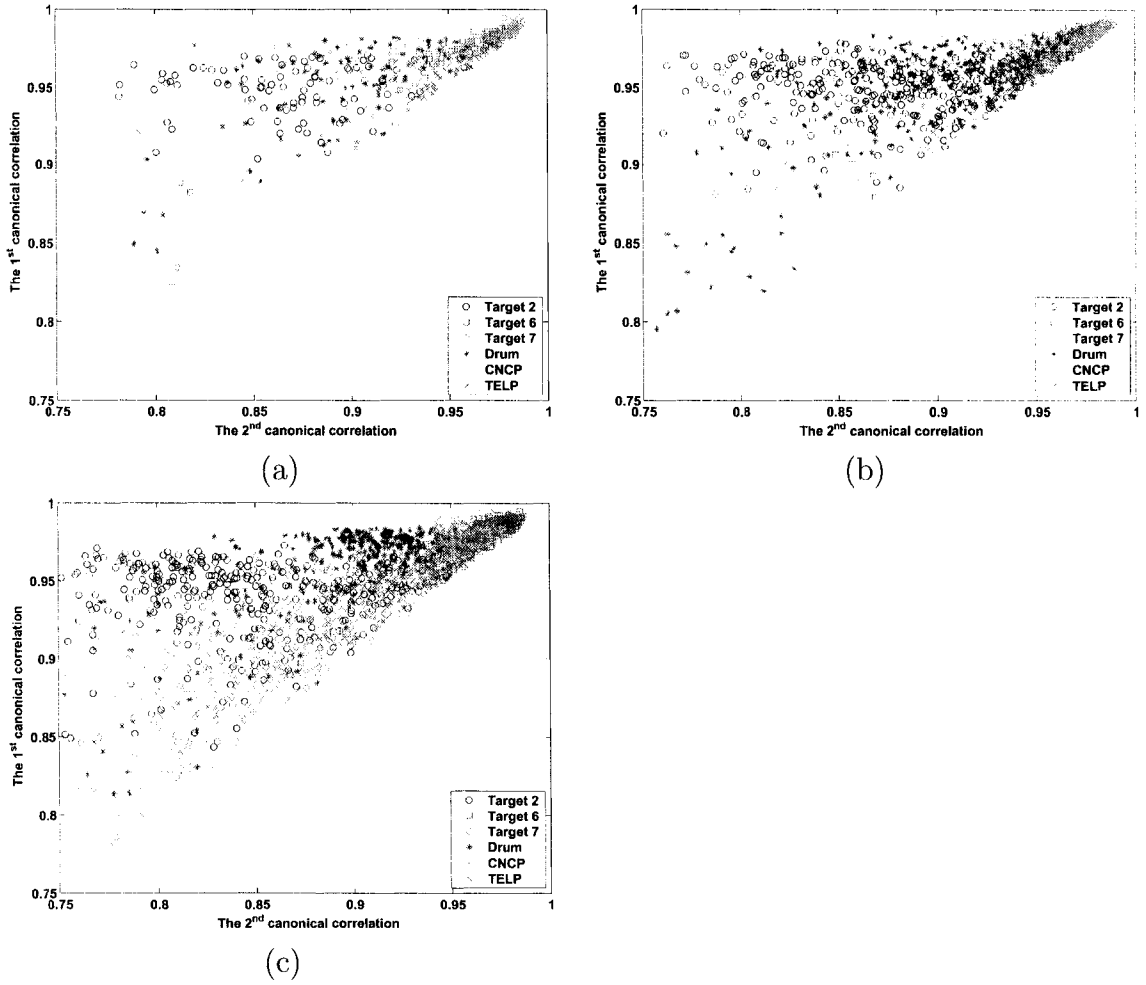 1
0.95
0.9
0.85
0.8
0.75
The 1st canonical correlation
Target 2
Target 6
Target 7
Drum
CNCP
TELP
0.75
0.8
0.85
0.9
0.95
1
The 2nd canonical correlation
(a)
1
0.95
0.9
0.85
0.8
0.75
The 1st canonical correlation
Target 2
Target 6
Target 7
Drum
CNCP
TELP
0.75
0.8
0.85
0.9
0.95
1
The 2nd canonical correlation
(b)
1
0.95
0.9
0.85
0.8
0.75
The 1st canonical correlation
Target 2
Target 6
Target 7
Drum
CNCP
TELP
0.75
0.8
0.85
0.9
0.95
1
The 2nd canonical correlation
(c)